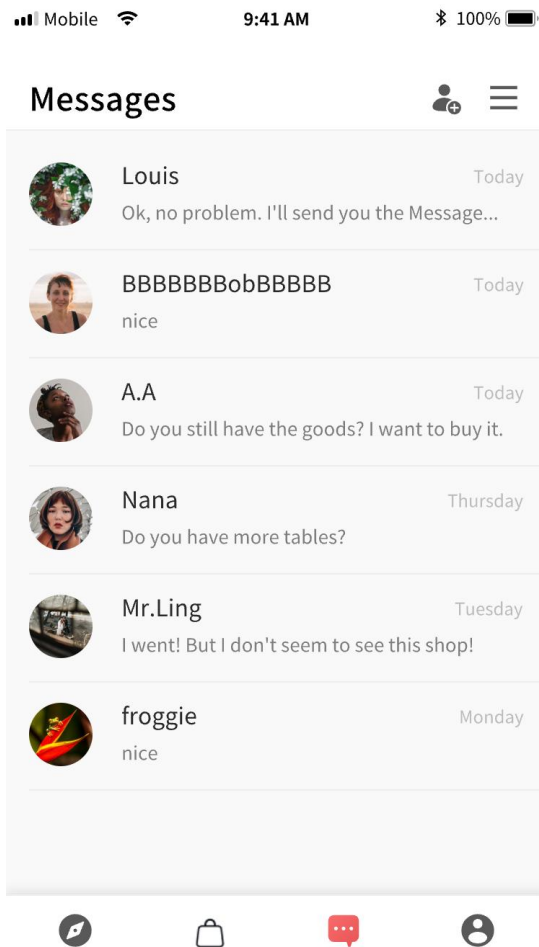 Mobile 9:41 AM 100%
Messages
Louis Today
Ok, no problem. I'll send you the Message...
BBBBBBBobBBBBB Today
nice
A.A Today
Do you still have the goods? I want to buy it.
Nana Thursday
Do you have more tables?
Mr.Ling Tuesday
I went! But I don't seem to see this shop!
froggie Monday
nice